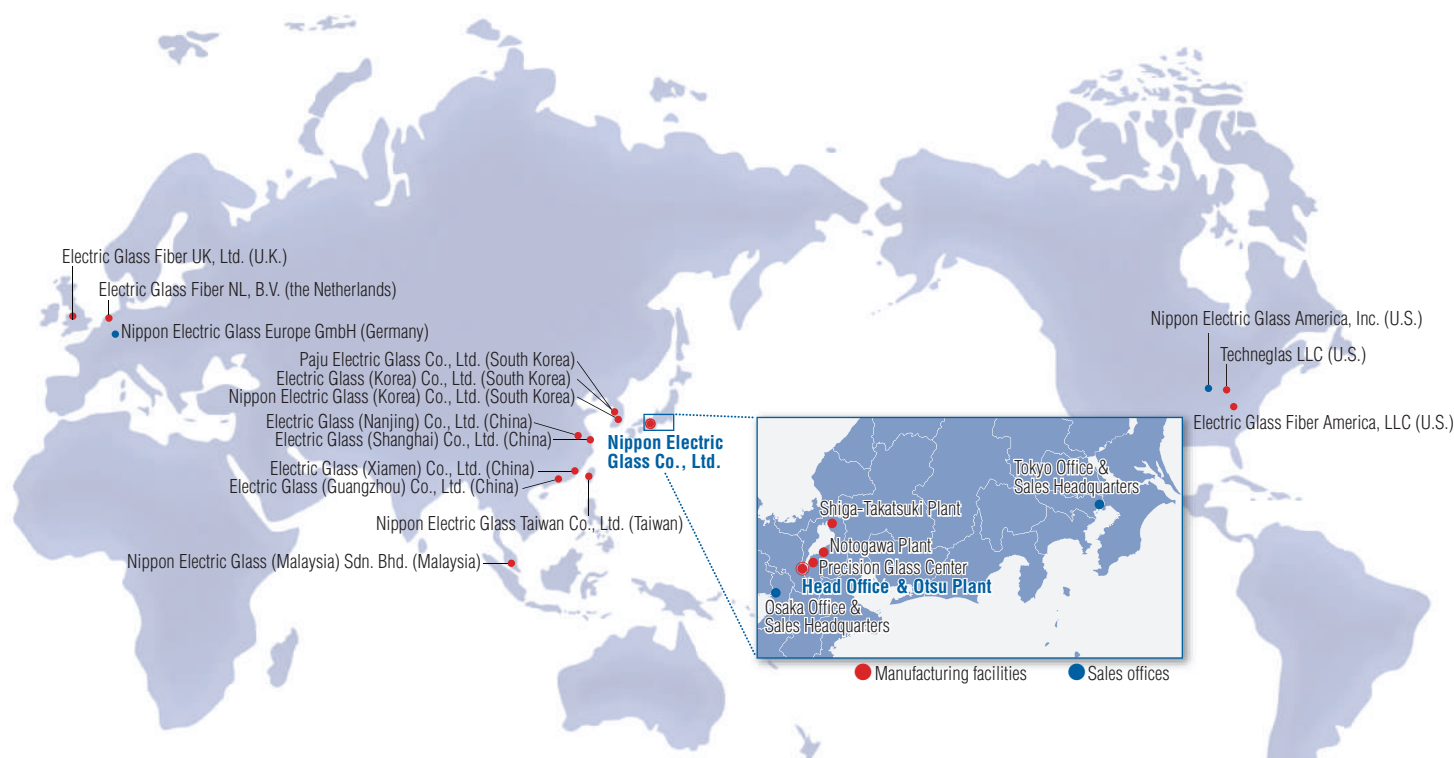 Electric Glass Fiber UK, Ltd. (U.K.)
Electric Glass Fiber NL, B.V. (the Netherlands)
Nippon Electric Glass Europe GmbH (Germany)
Paju Electric Glass Co., Ltd. (South Korea)
Electric Glass (Korea) Co., Ltd. (South Korea)
Nippon Electric Glass (Korea) Co., Ltd. (South Korea)
Electric Glass (Nanjing) Co., Ltd. (China)
Electric Glass (Shanghai) Co., Ltd. (China)
Electric Glass (Xiamen) Co., Ltd. (China)
Electric Glass (Guangzhou) Co., Ltd. (China)
Nippon Electric Glass Taiwan Co., Ltd. (Taiwan)
Nippon Electric Glass (Malaysia) Sdn. Bhd. (Malaysia)
Nippon Electric
Glass Co., Ltd.
Nippon Electric Glass America, Inc. (U.S.)
Techneglas LLC (U.S.)
Electric Glass Fiber America, LLC (U.S.)
Tokyo Office &
Sales Headquarters
Shiga-Takatsuki Plant
Notogawa Plant
Precision Glass Center
Head Office & Otsu Plant
Osaka Office &
Sales Headquarters
Manufacturing facilities
Sales offices